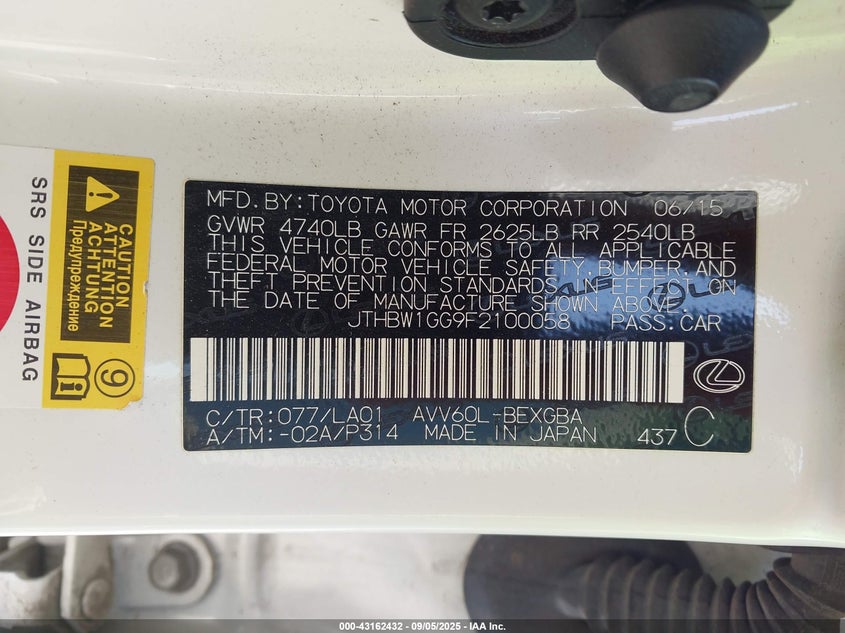 MFD. BY: TOYOTA MOTOR CORPORATION 06/15
GVWR 4740LB GAWR FR 2625LB RR 2540LB
THIS VEHICLE CONFORMS TO ALL APPLICABLE
FEDERAL MOTOR VEHICLE SAFETY, BUMPER, AND
THEFT PREVENTION STANDARDS IN EFFECT ON
THE DATE OF MANUFACTURE SHOWN ABOVE.
JTHBW1GG9F2100058 PASS. CAR
C/TR: 077/LA01 AVV60L-BEXGBA
A/TM: -02A/P314 MADE IN JAPAN 437 C
CAUTION
ATTENTION
ACHTUNG
Предупреждение
9
SRS SIDE AIRBAG
000-43162432 - 09/05/2025 - IAA Inc.